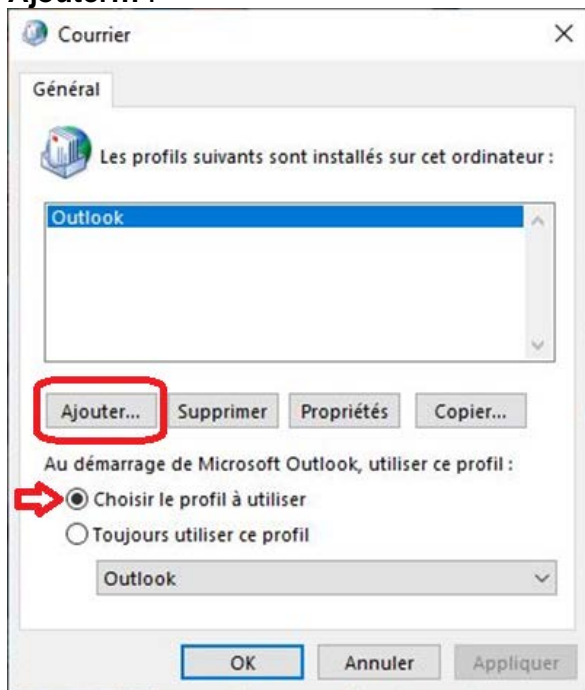 Ajouter… :
Courrier
Général
Les profils suivants sont installés sur cet ordinateur :
Outlook
Ajouter... Supprimer Propriétés Copier...
Au démarrage de Microsoft Outlook, utiliser ce profil :
Choisir le profil à utiliser
Toujours utiliser ce profil
Outlook
OK Annuler Appliquer